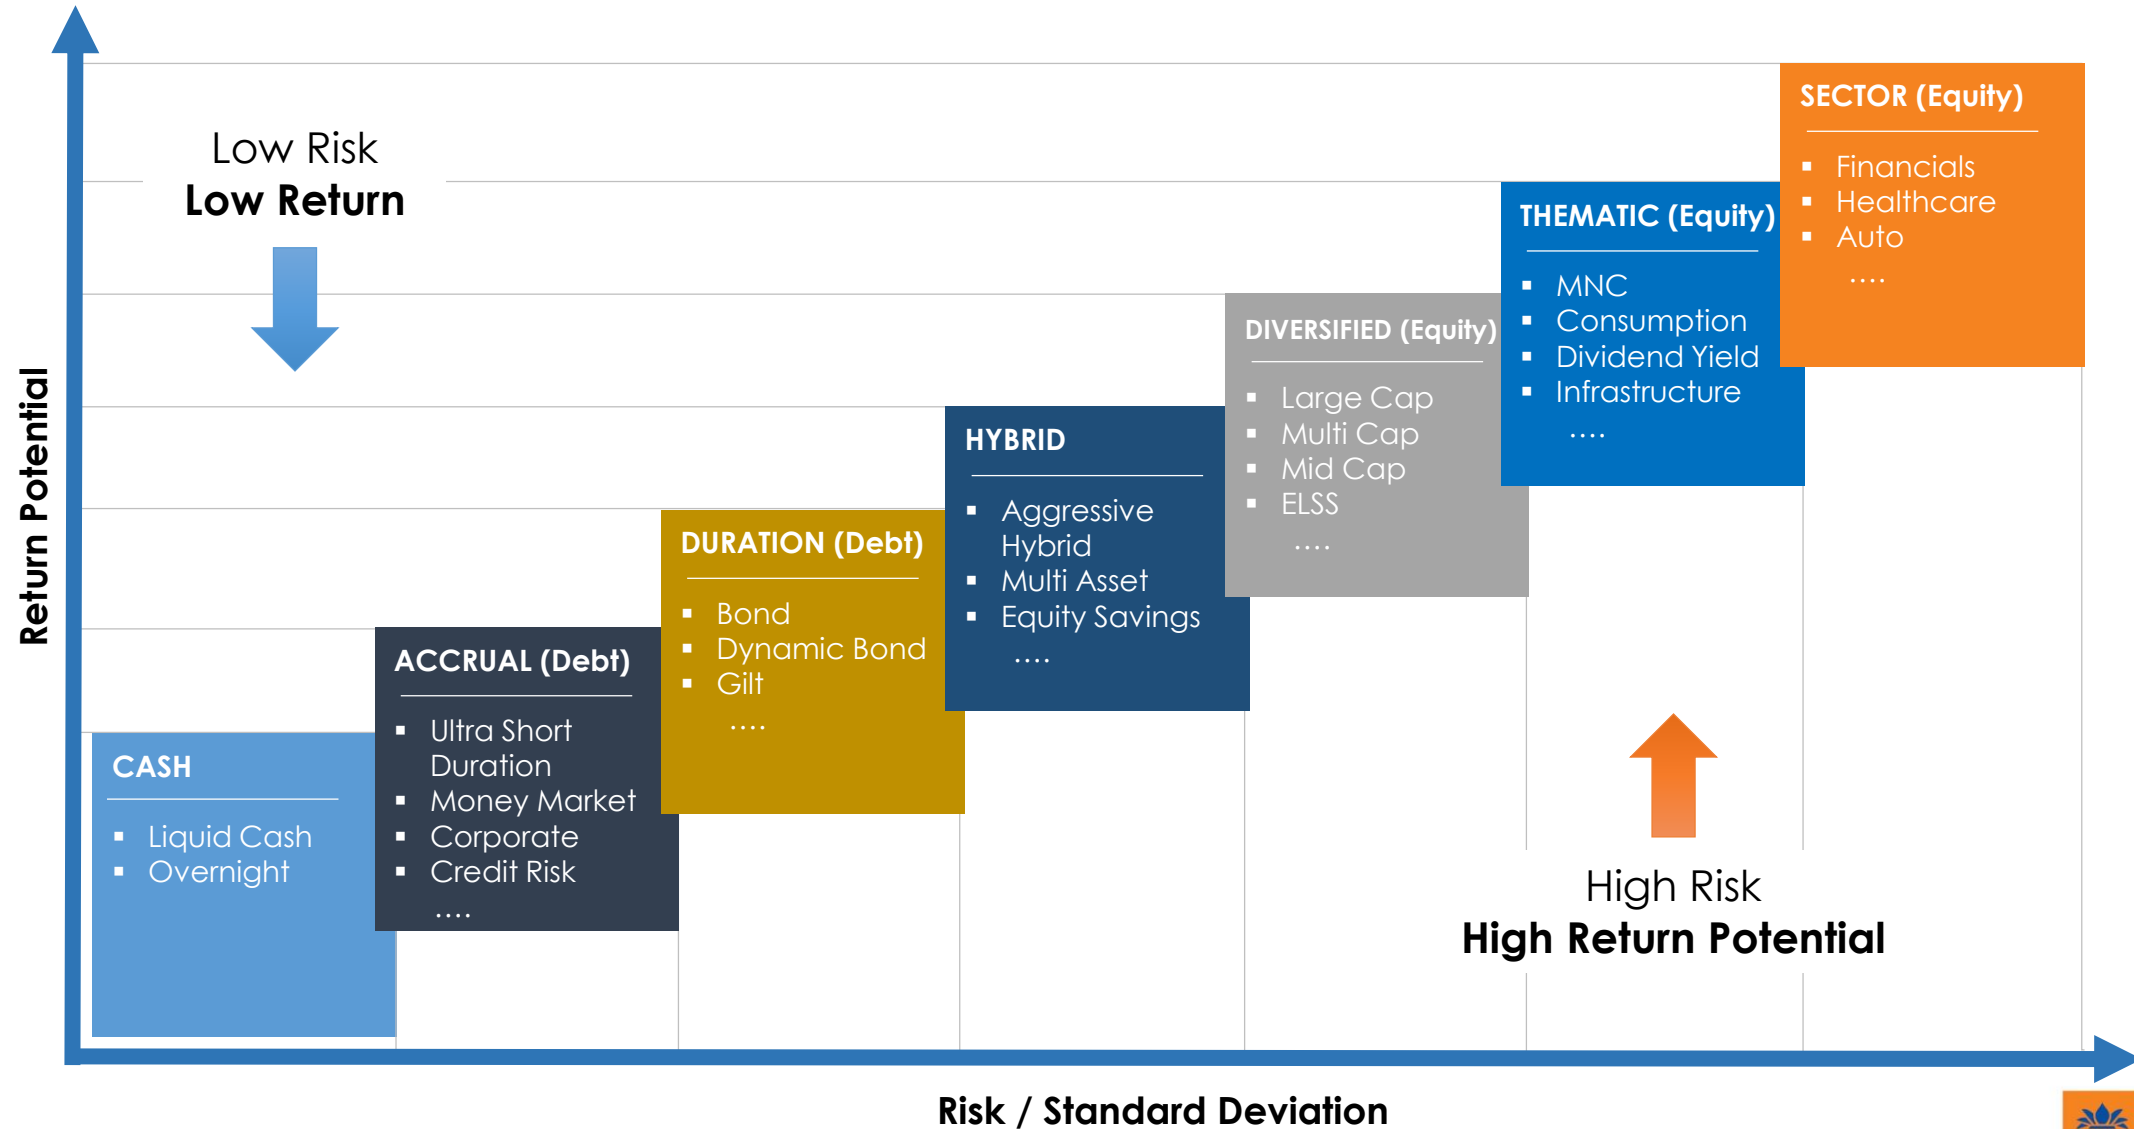 Return Potential
Low Risk
Low Return
CASH
▪ Liquid Cash
▪ Overnight
ACCRUAL (Debt)
▪ Ultra Short
Duration
▪ Money Market
▪ Corporate
▪ Credit Risk
....
DURATION (Debt)
▪ Bond
▪ Dynamic Bond
▪ Gilt
....
HYBRID
▪ Aggressive
Hybrid
▪ Multi Asset
▪ Equity Savings
....
DIVERSIFIED (Equity)
▪ Large Cap
▪ Multi Cap
▪ Mid Cap
▪ ELSS
....
THEMATIC (Equity)
▪ MNC
▪ Consumption
▪ Dividend Yield
▪ Infrastructure
....
SECTOR (Equity)
▪ Financials
▪ Healthcare
▪ Auto
....
High Risk
High Return Potential
Risk / Standard Deviation